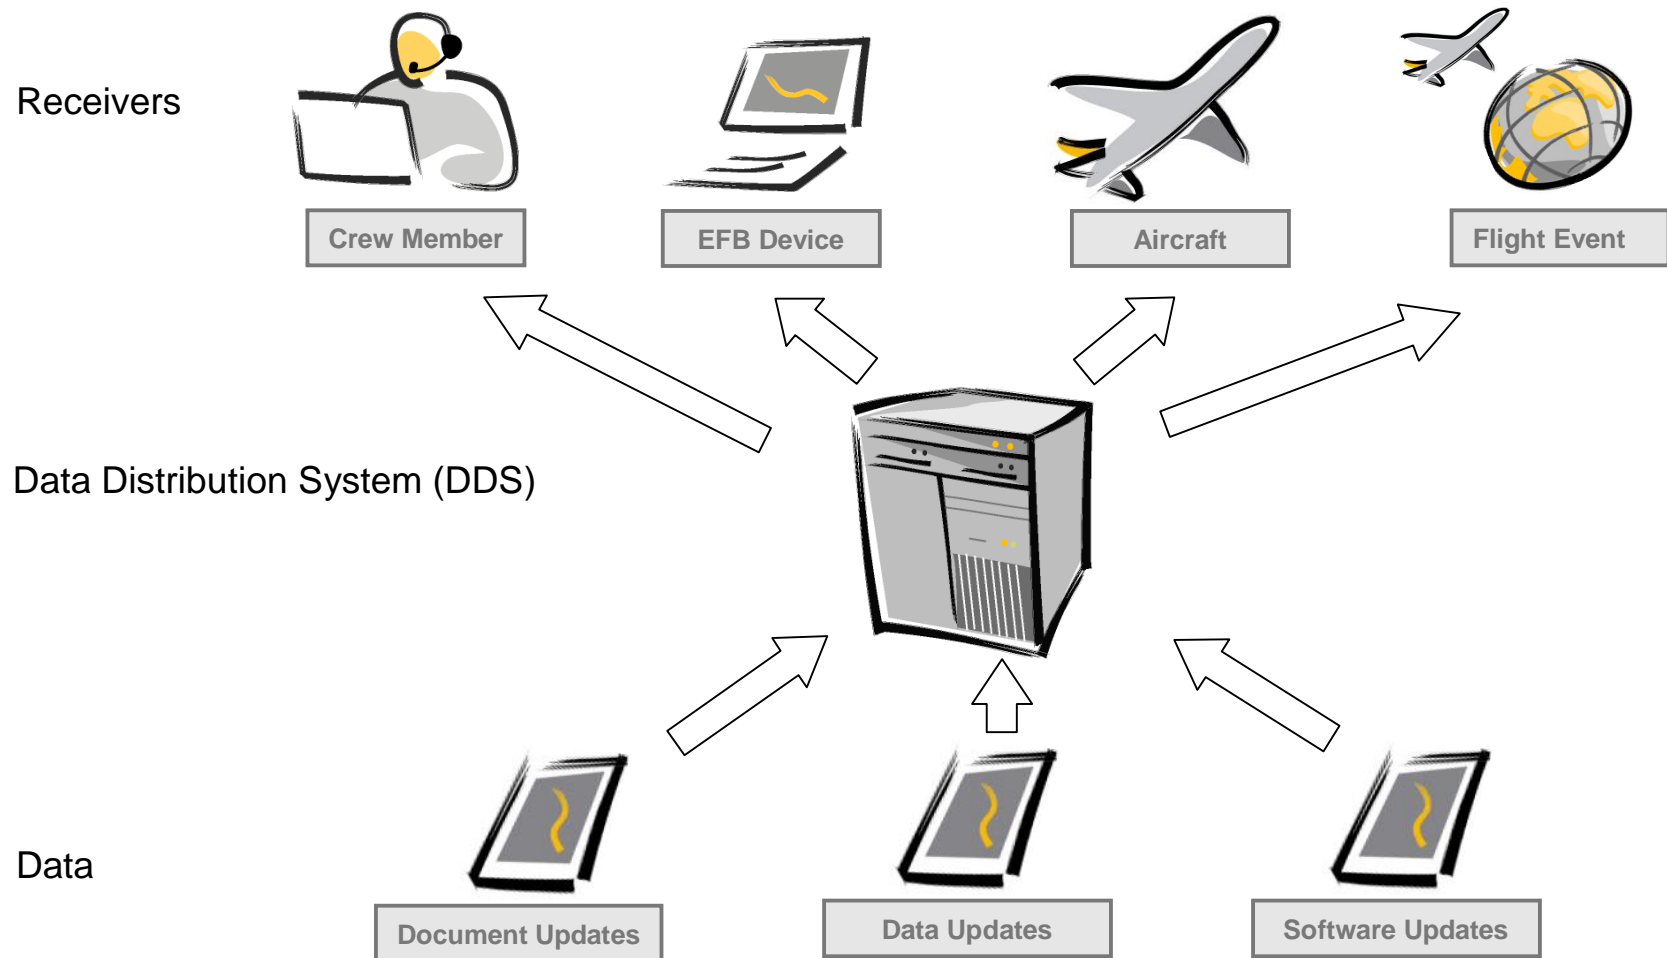 Receivers
Crew Member
EFB Device
Aircraft
Flight Event
Data Distribution System (DDS)
Data
Document Updates
Data Updates
Software Updates